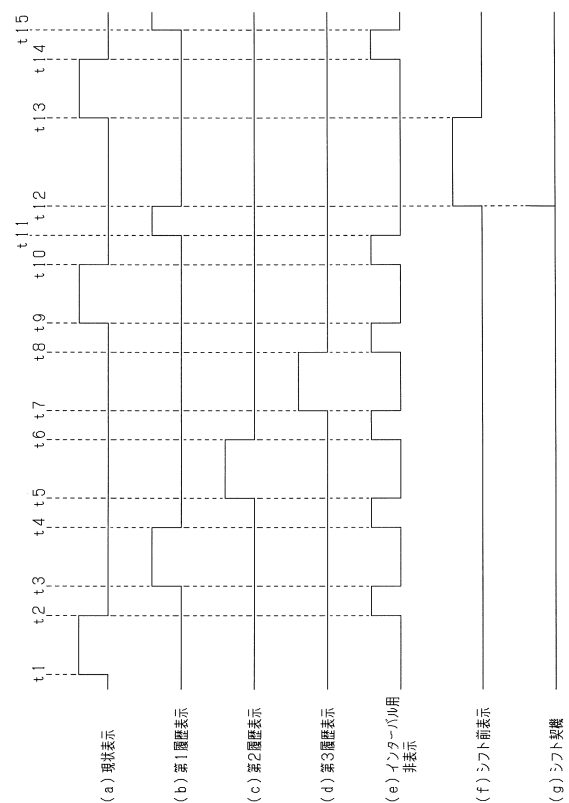 t1
t2
t3
t4
t5
t6
t7
t8
t9
t10
t11
t12
t13
t14
t15
(a)現状表示
(b)第1履歴表示
(c)第2履歴表示
(d)第3履歴表示
(e)インターバル用
非表示
(f)シフト前表示
(g)シフト契機